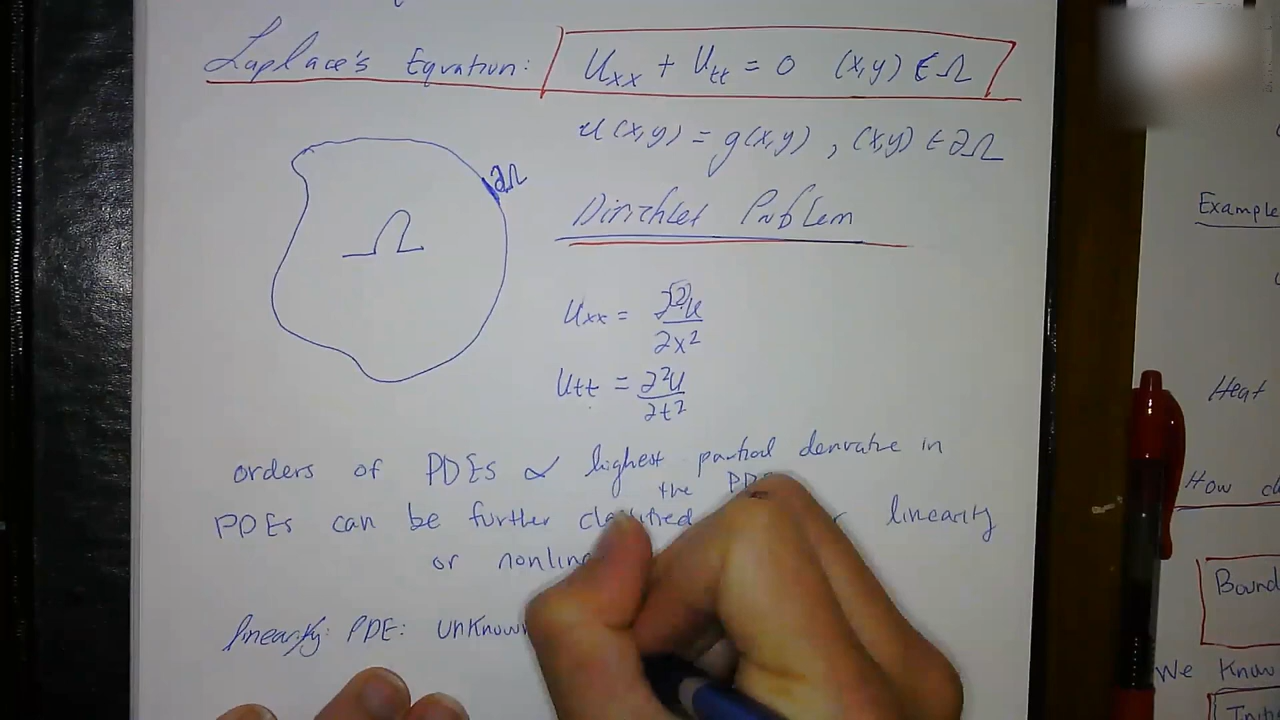 Laplace's Equation: Uxx + Utt = 0 (x,y) ∈ Ω
u(x,y) = g(x,y), (x,y) ∈ ∂Ω
∂Ω
Dirichlet Problem
Ω
Uxx = ∂²u/∂x²
Utt = ∂²u/∂t²
orders of PDEs ∝ highest partial derivative in
the PDE
PDEs can be further classified linearity
or nonlin
linearity: PDE: Unknow
Example
Heat
How
Bound
We Know